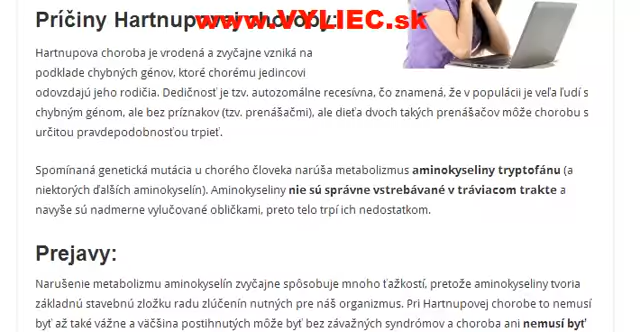 Príčiny Hartnupovej choroby:
www.VYLIEC.sk
Hartnupova choroba je vrodená a zvyčajne vzniká na
podklade chybných génov, ktoré chorému jedincovi
odovzdajú jeho rodičia. Dedičnosť je tzv. autozomálne recesívna, čo znamená, že v populácii je veľa ľudí s
chybným génom, ale bez príznakov (tzv. prenášačmi), ale dieťa dvoch takých prenášačov môže chorobu s
určitou pravdepodobnosťou trpieť.
Spomínaná genetická mutácia u chorého človeka narúša metabolizmus aminokyseliny tryptofánu (a
niektorých ďalších aminokyselín). Aminokyseliny nie sú správne vstrebávané v tráviacom trakte a
navyše sú nadmerne vylučované obličkami, preto telo trpí ich nedostatkom.
Prejavy:
Narušenie metabolizmu aminokyselín zvyčajne spôsobuje mnoho ťažkostí, pretože aminokyseliny tvoria
základnú stavebnú zložku radu zlúčenín nutných pre náš organizmus. Pri Hartnupovej chorobe to nemusí
byť až také vážne a väčšina postihnutých môže byť bez závažných syndrómov a choroba ani nemusí byť